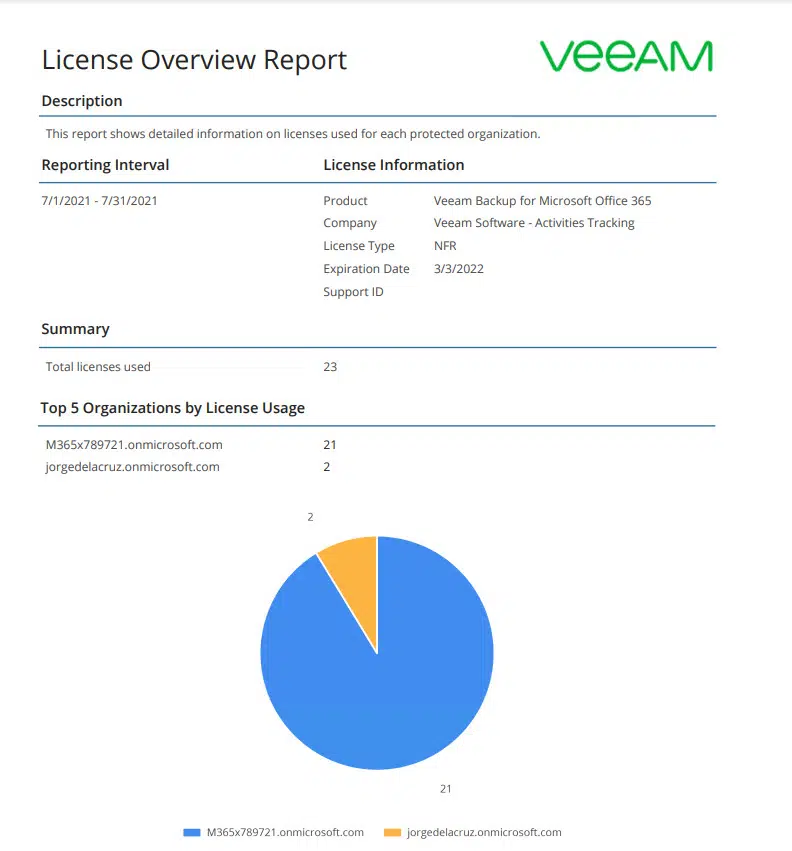 License Overview Report
VEEAM
Description
This report shows detailed information on licenses used for each protected organization.
Reporting Interval License Information
7/1/2021 - 7/31/2021 Product Veeam Backup for Microsoft Office 365
Company Veeam Software - Activities Tracking
License Type NFR
Expiration Date 3/3/2022
Support ID
Summary
Total licenses used 23
Top 5 Organizations by License Usage
M365x789721.onmicrosoft.com 21
jorgedelacruz.onmicrosoft.com 2
2
21
M365x789721.onmicrosoft.com jorgedelacruz.onmicrosoft.com